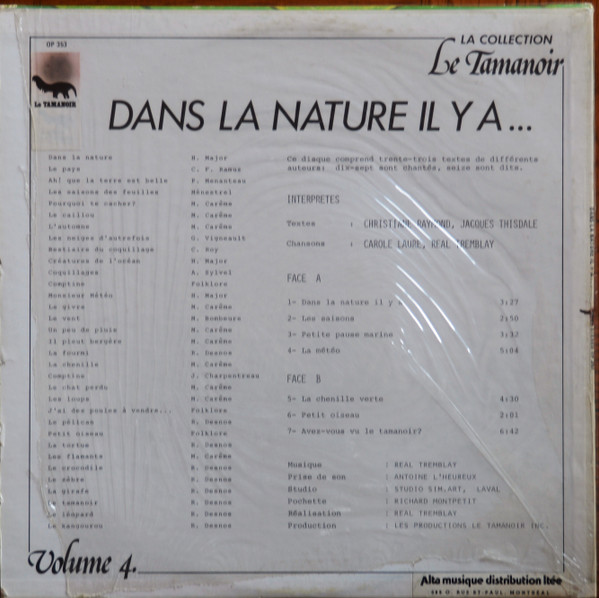 OP 353
LE TAMANOIR
LA COLLECTION
Le Tamanoir
DANS LA NATURE IL Y A...
Dans la nature M. Major
Le pays C. F. Ramuz
Ah! que la terre est belle P. Menanteau
Les saisons des feuilles Ménestrel
Pourquoi te cacher? M. Carême
Le caillou M. Carême
L'automne M. Carême
Les neiges d'autrefois G. Vigneault
Bestiaire du coquillage C. Roy
Créatures de l'océan M. Major
Coquillages A. Sylvel
Comptine Folklore
Monsieur Météo M. Major
Le givre M. Carême
Le vent
Un peu de pluie M. Carême
Il pleut bergère M. Carême
La fourmi R. Desnos
La chenille M. Carême
Comptine J. Charpentreau
Le chat perdu M. Carême
Les loups M. Carême
J'ai des poules à vendre... Folklore
Le pélican R. Desnos
Petit oiseau Folklore
La tortue R. Desnos
Les flamants M. Carême
Le crocodile R. Desnos
Le zèbre R. Desnos
La girafe R. Desnos
Le tamanoir R. Desnos
Le léopard R. Desnos
Le kangourou R. Desnos
Ce disque comprend trente-trois textes de différents
auteurs: dix-sept sont chantés, seize sont dits.
INTERPRETES
Textes : CHRISTIANE RAYMOND, JACQUES THISDALE
Chansons : CAROLE LAURE, REAL TREMBLAY
FACE A
1- Dans la nature il y a 3:27
2- Les saisons 2:50
3- Petite pause marine 3:32
4- La météo 5:04
FACE B
5- La chenille verte 4:30
6- Petit oiseau 2:01
7- Avez-vous vu le tamanoir? 6:42
Musique : REAL TREMBLAY
Prise de son : ANTOINE L'HEUREUX
Studio : STUDIO SIM.ART, LAVAL
Pochette : RICHARD MONTPETIT
Réalisation : REAL TREMBLAY
Production : LES PRODUCTIONS LE TAMANOIR INC.
Volume 4.
Alta musique distribution ltée
O. RUE ST-PAUL, MONTREAL